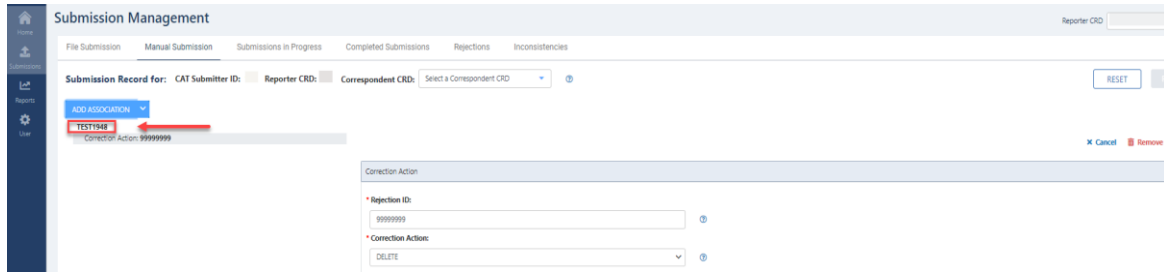 Submission Management
Reporter CRD
Home
File Submission Manual Submission Submissions in Progress Completed Submissions Rejections Inconsistencies
Submissions
Submission Record for: CAT Submitter ID: Reporter CRD: Correspondent CRD: Select a Correspondent CRD RESET
Reports
ADD ASSOCIATION
User
TEST1948
Correction Action: 99999999
Cancel Remove
Correction Action
* Rejection ID:
99999999
* Correction Action:
DELETE